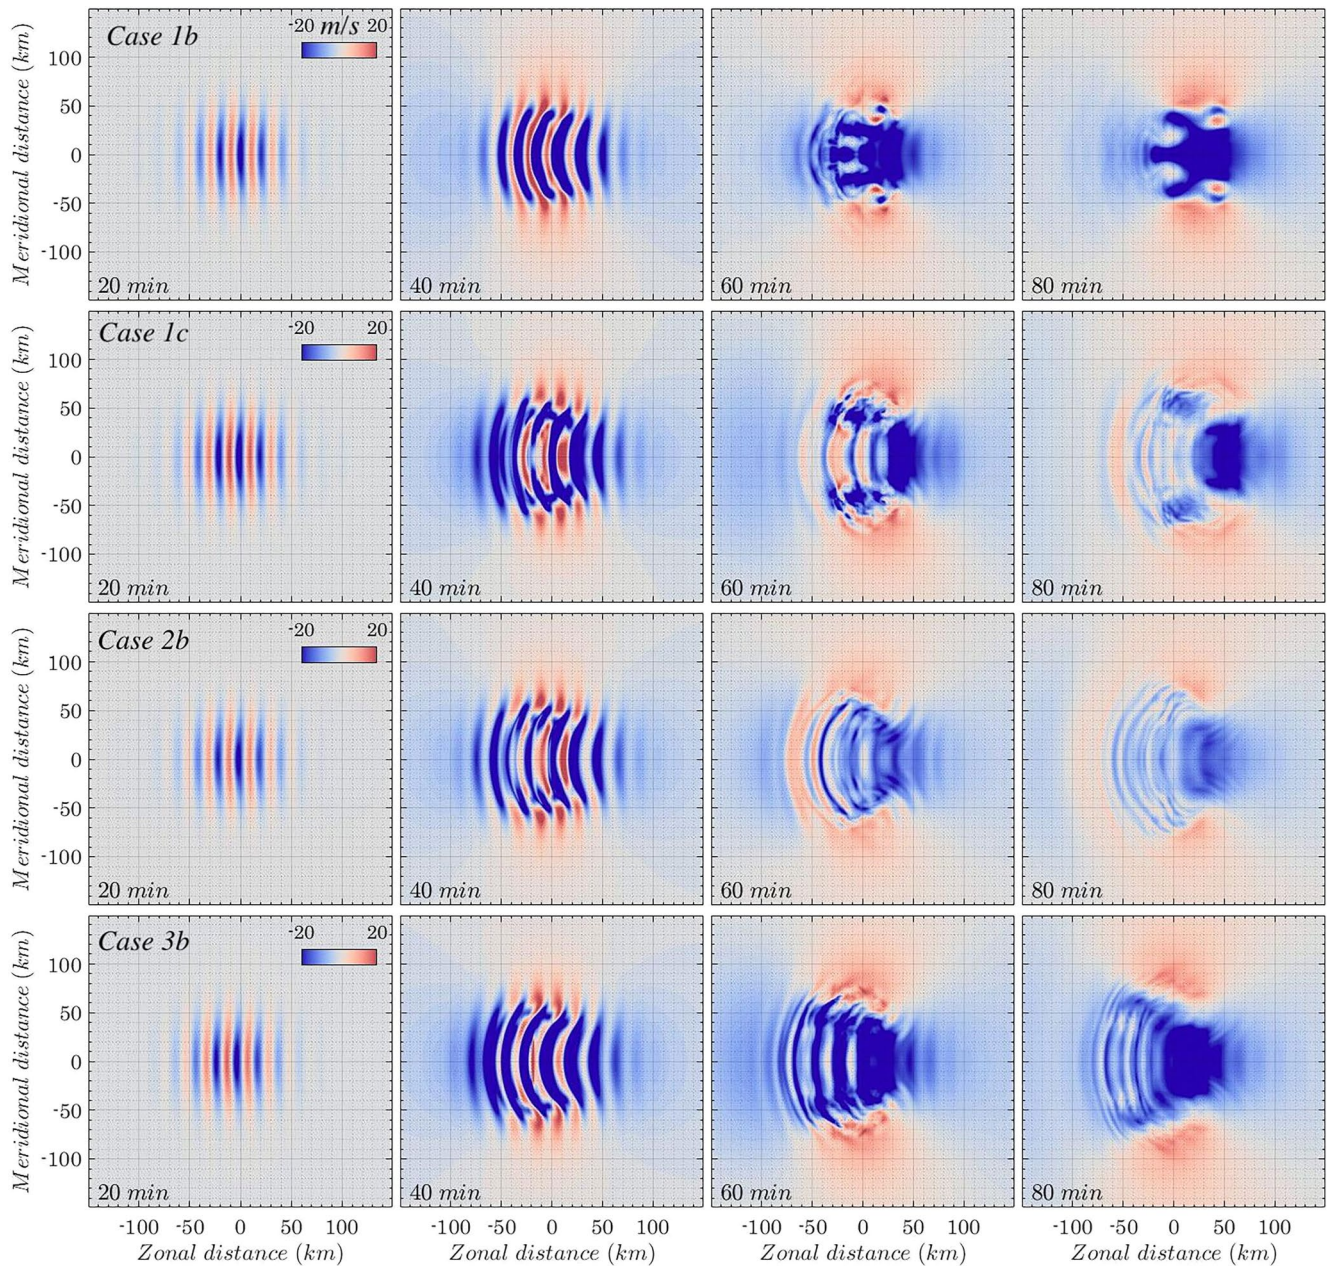 Case 1b
-20 m/s 20
Meridional distance (km)
100
50
0
-50
-100
20 min
40 min
60 min
80 min
Case 1c
-20 20
Meridional distance (km)
100
50
0
-50
-100
20 min
40 min
60 min
80 min
Case 2b
-20 20
Meridional distance (km)
100
50
0
-50
-100
20 min
40 min
60 min
80 min
Case 3b
-20 20
Meridional distance (km)
100
50
0
-50
-100
20 min
40 min
60 min
80 min
-100 -50 0 50 100
-100 -50 0 50 100
-100 -50 0 50 100
-100 -50 0 50 100
Zonal distance (km)
Zonal distance (km)
Zonal distance (km)
Zonal distance (km)